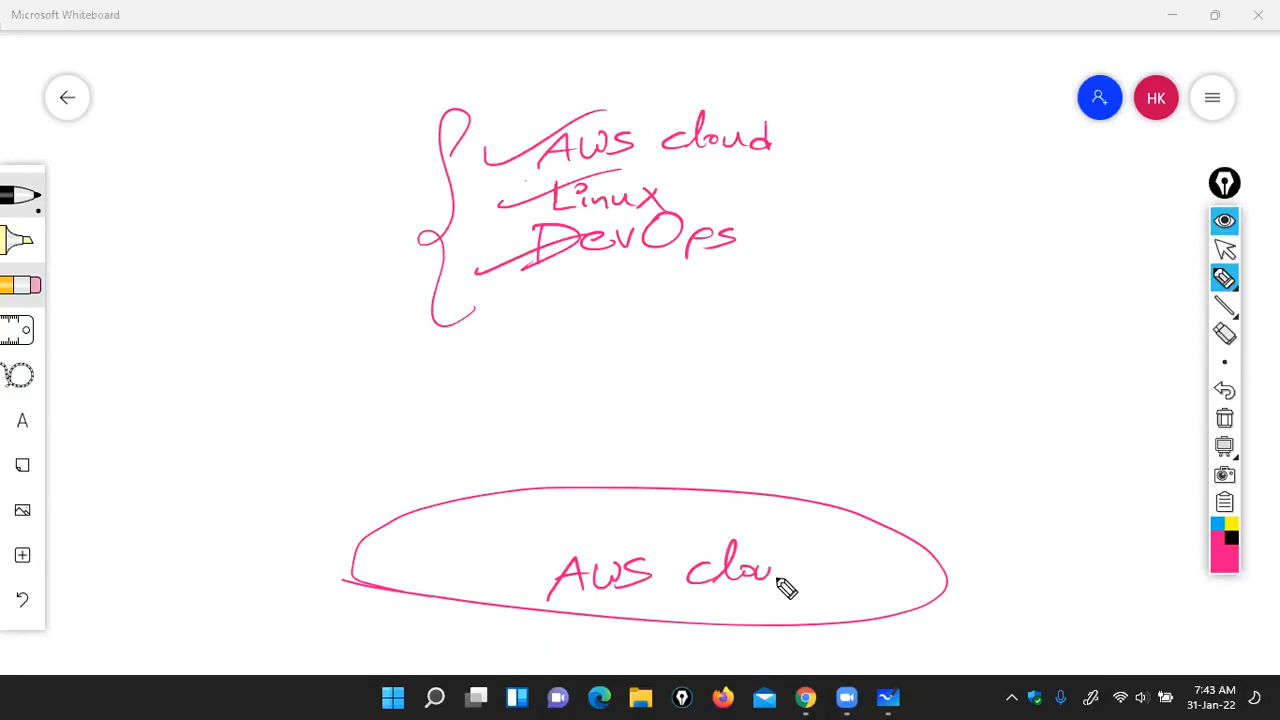 Microsoft Whiteboard
HK
AWS cloud
Linux
DevOps
A
AWS clou
7:43 AM
31-Jan-22